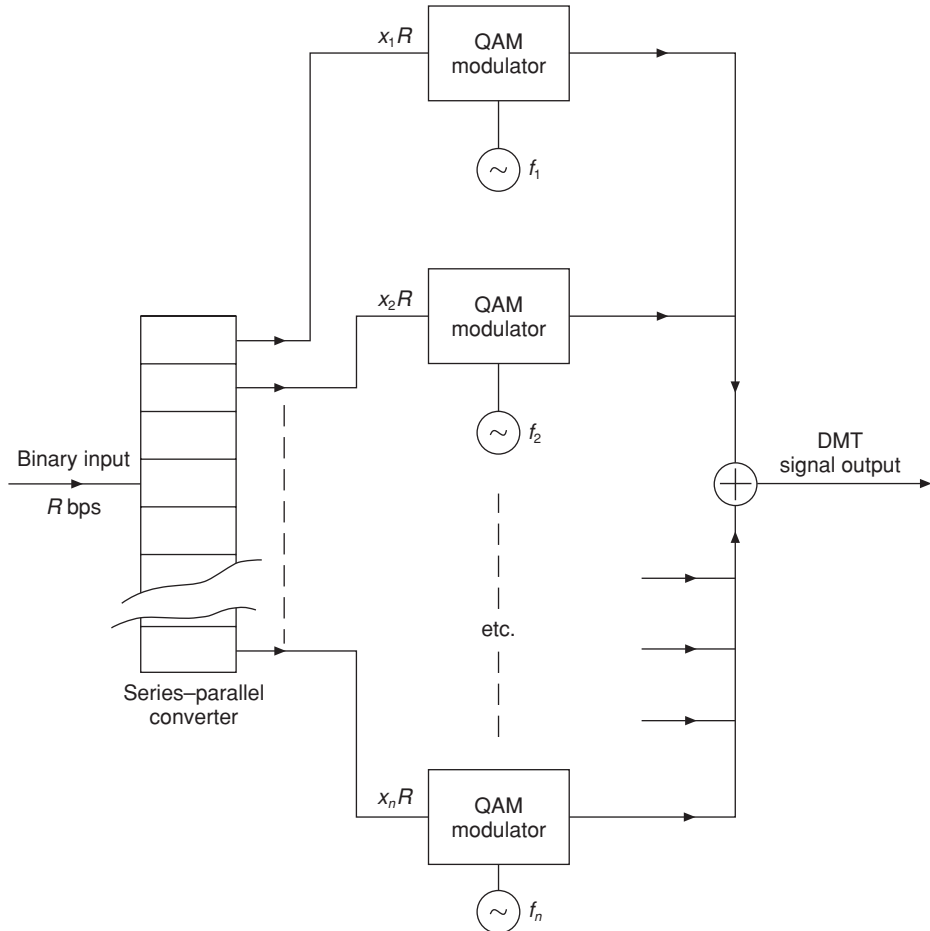 x₁R
QAM
modulator
f₁
x₂R
QAM
modulator
f₂
Binary input
R bps
DMT
signal output
etc.
Series–parallel
converter
xₙR
QAM
modulator
fₙ